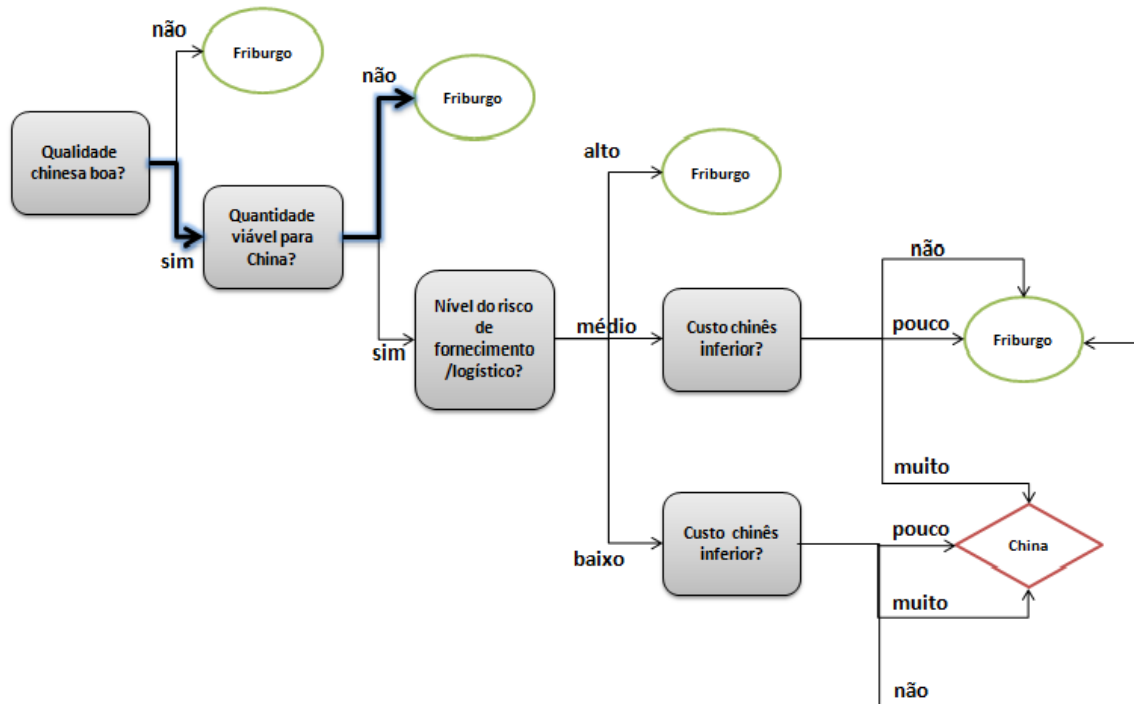 não
Friburgo
não
Friburgo
Qualidade
chinesa boa?
sim
Quantidade
viável para
China?
alto
Friburgo
sim
Nível do risco
de
fornecimento
/logístico?
médio
Custo chinês
inferior?
não
pouco
Friburgo
muito
baixo
Custo chinês
inferior?
pouco
China
muito
não